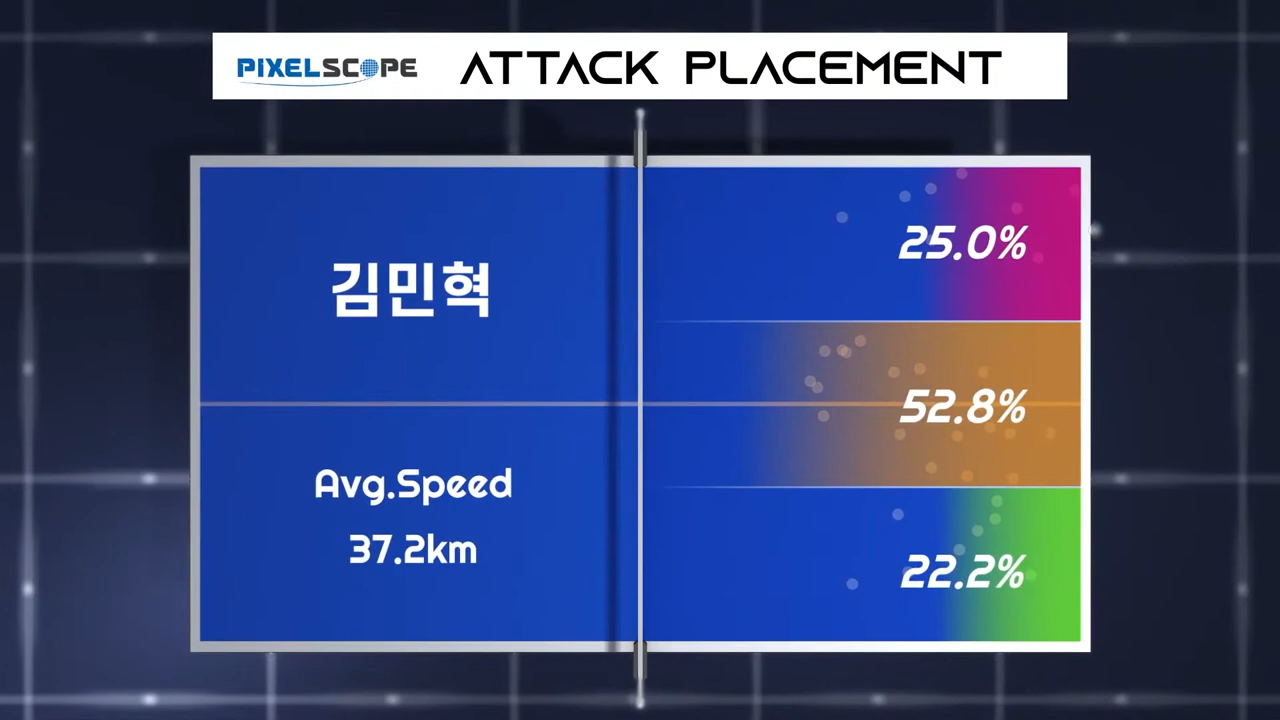 PIXELSCOPE ATTACK PLACEMENT
김민혁
Avg.Speed
37.2km
25.0%
52.8%
22.2%